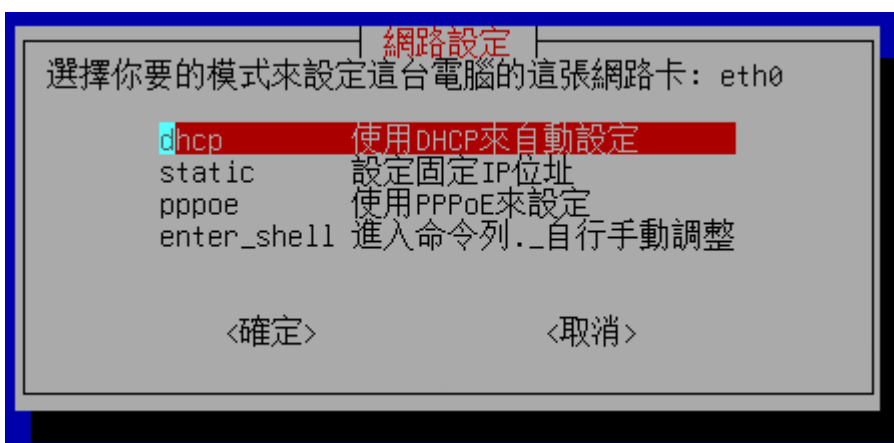 網路設定
選擇你要的模式來設定這台電腦的這張網路卡: eth0
dhcp 使用DHCP來自動設定
static 設定固定IP位址
pppoe 使用PPPoE來設定
enter_shell 進入命令列._自行手動調整
<確定> <取消>